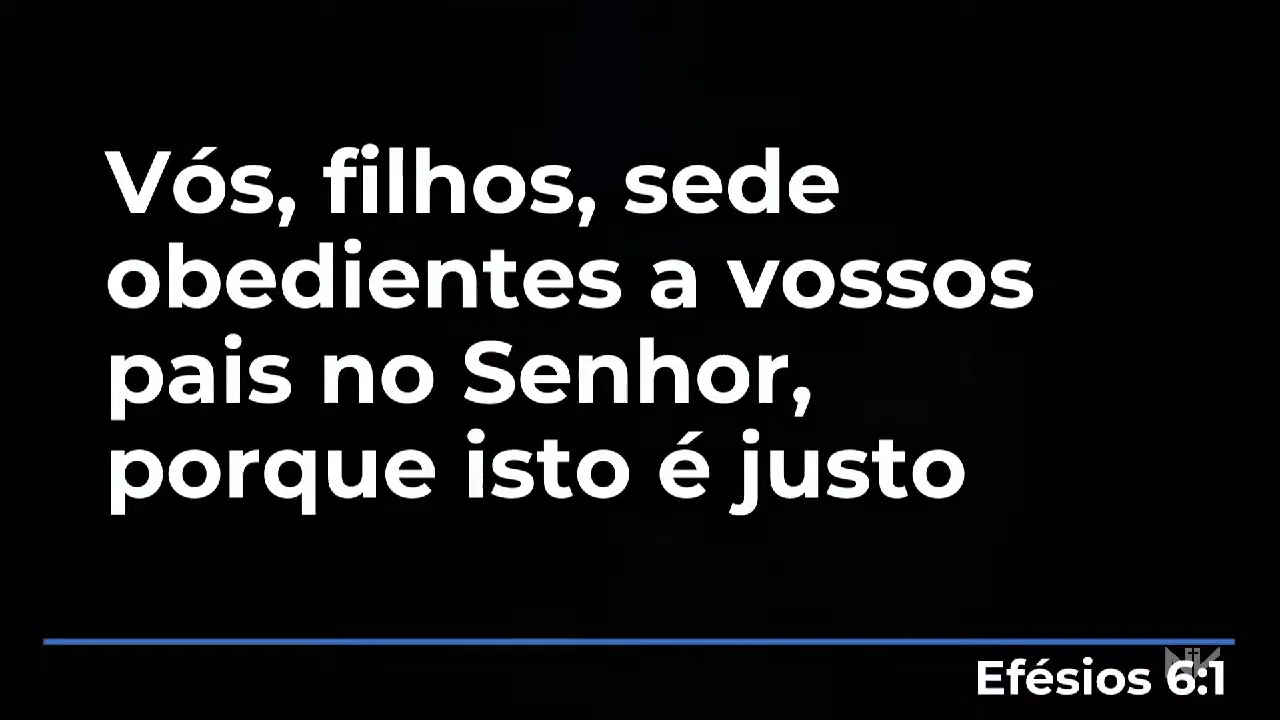 Vós, filhos, sede
obedientes a vossos
pais no Senhor,
porque isto é justo
Efésios 6:1